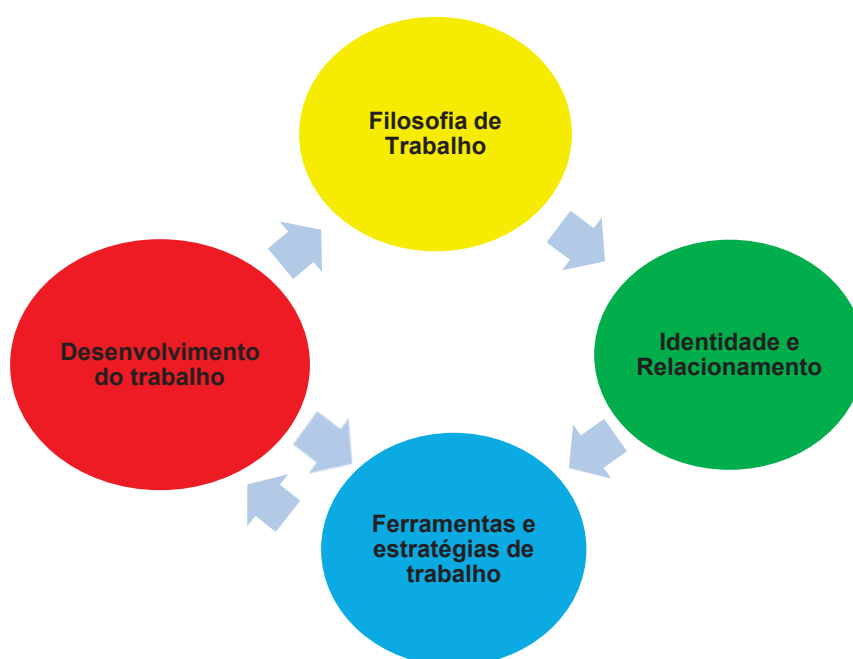 Filosofia de
Trabalho
Identidade e
Relacionamento
Desenvolvimento
do trabalho
Ferramentas e
estratégias de
trabalho